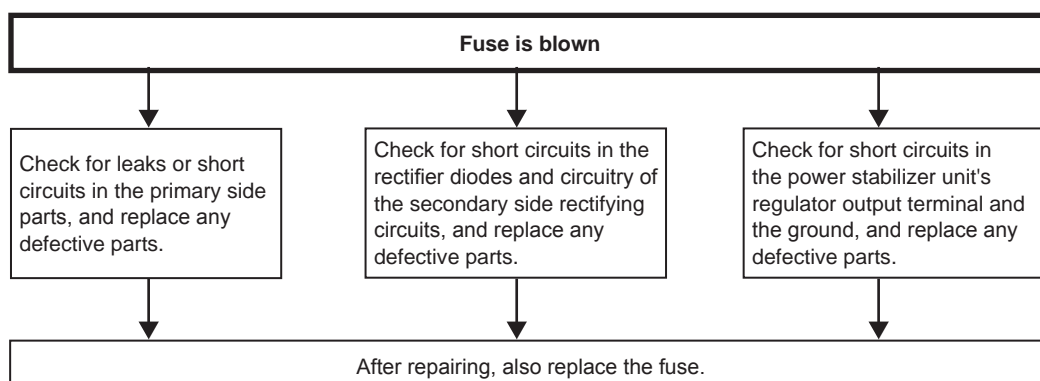 Fuse is blown
Check for leaks or short
circuits in the primary side
parts, and replace any
defective parts.
Check for short circuits in the
rectifier diodes and circuitry of
the secondary side rectifying
circuits, and replace any
defective parts.
Check for short circuits in
the power stabilizer unit's
regulator output terminal and
the ground, and replace any
defective parts.
After repairing, also replace the fuse.